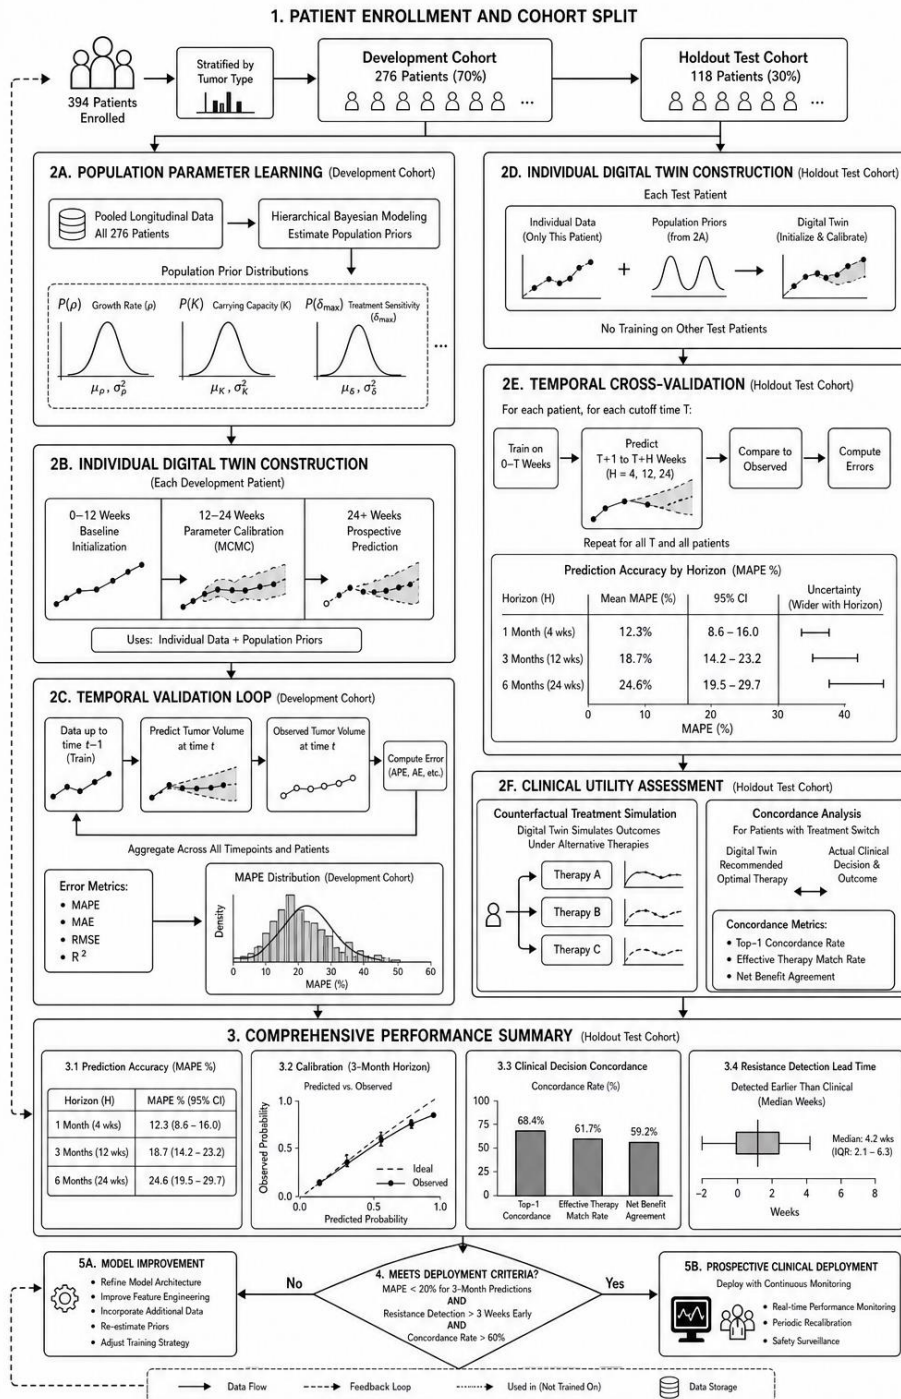 1. PATIENT ENROLLMENT AND COHORT SPLIT
394 Patients
Enrolled
Stratified by
Tumor Type
Development Cohort
276 Patients (70%)
...
Holdout Test Cohort
118 Patients (30%)
...
2A. POPULATION PARAMETER LEARNING (Development Cohort)
Pooled Longitudinal Data
All 276 Patients
Hierarchical Bayesian Modeling
Estimate Population Priors
Population Prior Distributions
P(ρ) Growth Rate (ρ)
P(K) Carrying Capacity (K)
P(δmax) Treatment Sensitivity
(δmax)
μρ, σ²ρ
μK, σ²K
μδ, σ²δ
...
2B. INDIVIDUAL DIGITAL TWIN CONSTRUCTION
(Each Development Patient)
0–12 Weeks
Baseline
Initialization
12–24 Weeks
Parameter Calibration
(MCMC)
24+ Weeks
Prospective
Prediction
Uses: Individual Data + Population Priors
2C. TEMPORAL VALIDATION LOOP (Development Cohort)
Data up to
time t–1
(Train)
Predict Tumor Volume
at time t
Observed Tumor Volume
at time t
Compute Error
(APE, AE, etc.)
Aggregate Across All Timepoints and Patients
Error Metrics:
• MAPE
• MAE
• RMSE
• R²
MAPE Distribution (Development Cohort)
Density
0 10 20 30 40 50 60
MAPE (%)
2D. INDIVIDUAL DIGITAL TWIN CONSTRUCTION (Holdout Test Cohort)
Each Test Patient
Individual Data
(Only This Patient)
+
Population Priors
(from 2A)
Digital Twin
(Initialize & Calibrate)
No Training on Other Test Patients
2E. TEMPORAL CROSS-VALIDATION (Holdout Test Cohort)
For each patient, for each cutoff time T:
Train on
0–T Weeks
Predict
T+1 to T+H Weeks
(H = 4, 12, 24)
Compare to
Observed
Compute
Errors
Repeat for all T and all patients
Prediction Accuracy by Horizon (MAPE %)
Horizon (H) Mean MAPE (%) 95% CI Uncertainty
(Wider with Horizon)
1 Month (4 wks) 12.3% 8.6 – 16.0
3 Months (12 wks) 18.7% 14.2 – 23.2
6 Months (24 wks) 24.6% 19.5 – 29.7
0 10 20 30 40
MAPE (%)
2F. CLINICAL UTILITY ASSESSMENT (Holdout Test Cohort)
Counterfactual Treatment Simulation
Digital Twin Simulates Outcomes
Under Alternative Therapies
Therapy A
Therapy B
Therapy C
Concordance Analysis
For Patients with Treatment Switch
Digital Twin
Recommended
Optimal Therapy
Actual Clinical
Decision &
Outcome
Concordance Metrics:
• Top–1 Concordance Rate
• Effective Therapy Match Rate
• Net Benefit Agreement
3. COMPREHENSIVE PERFORMANCE SUMMARY (Holdout Test Cohort)
3.1 Prediction Accuracy (MAPE %)
Horizon (H) MAPE % (95% CI)
1 Month (4 wks) 12.3 (8.6 – 16.0)
3 Months (12 wks) 18.7 (14.2 – 23.2)
6 Months (24 wks) 24.6 (19.5 – 29.7)
3.2 Calibration (3–Month Horizon)
Predicted vs. Observed
Observed Probability
1.0
0.5
0.0
0.0 0.5 1.0
Predicted Probability
Ideal
Observed
3.3 Clinical Decision Concordance
Concordance Rate (%)
100
75
50
25
0
68.4%
61.7%
59.2%
Top–1
Concordance
Effective Therapy
Match Rate
Net Benefit
Agreement
3.4 Resistance Detection Lead Time
Detected Earlier Than Clinical
(Median Weeks)
Median: 4.2 wks
(IQR: 2.1 – 6.3)
−2 0 2 4 6 8
Weeks
5A. MODEL IMPROVEMENT
• Refine Model Architecture
• Improve Feature Engineering
• Incorporate Additional Data
• Re-estimate Priors
• Adjust Training Strategy
No
4. MEETS DEPLOYMENT CRITERIA?
MAPE < 20% for 3–Month Predictions
AND
Resistance Detection > 3 Weeks Early
AND
Concordance Rate > 60%
Yes
5B. PROSPECTIVE CLINICAL DEPLOYMENT
Deploy with Continuous Monitoring
• Real-time Performance Monitoring
• Periodic Recalibration
• Safety Surveillance
Data Flow
Feedback Loop
Used in (Not Trained On)
Data Storage